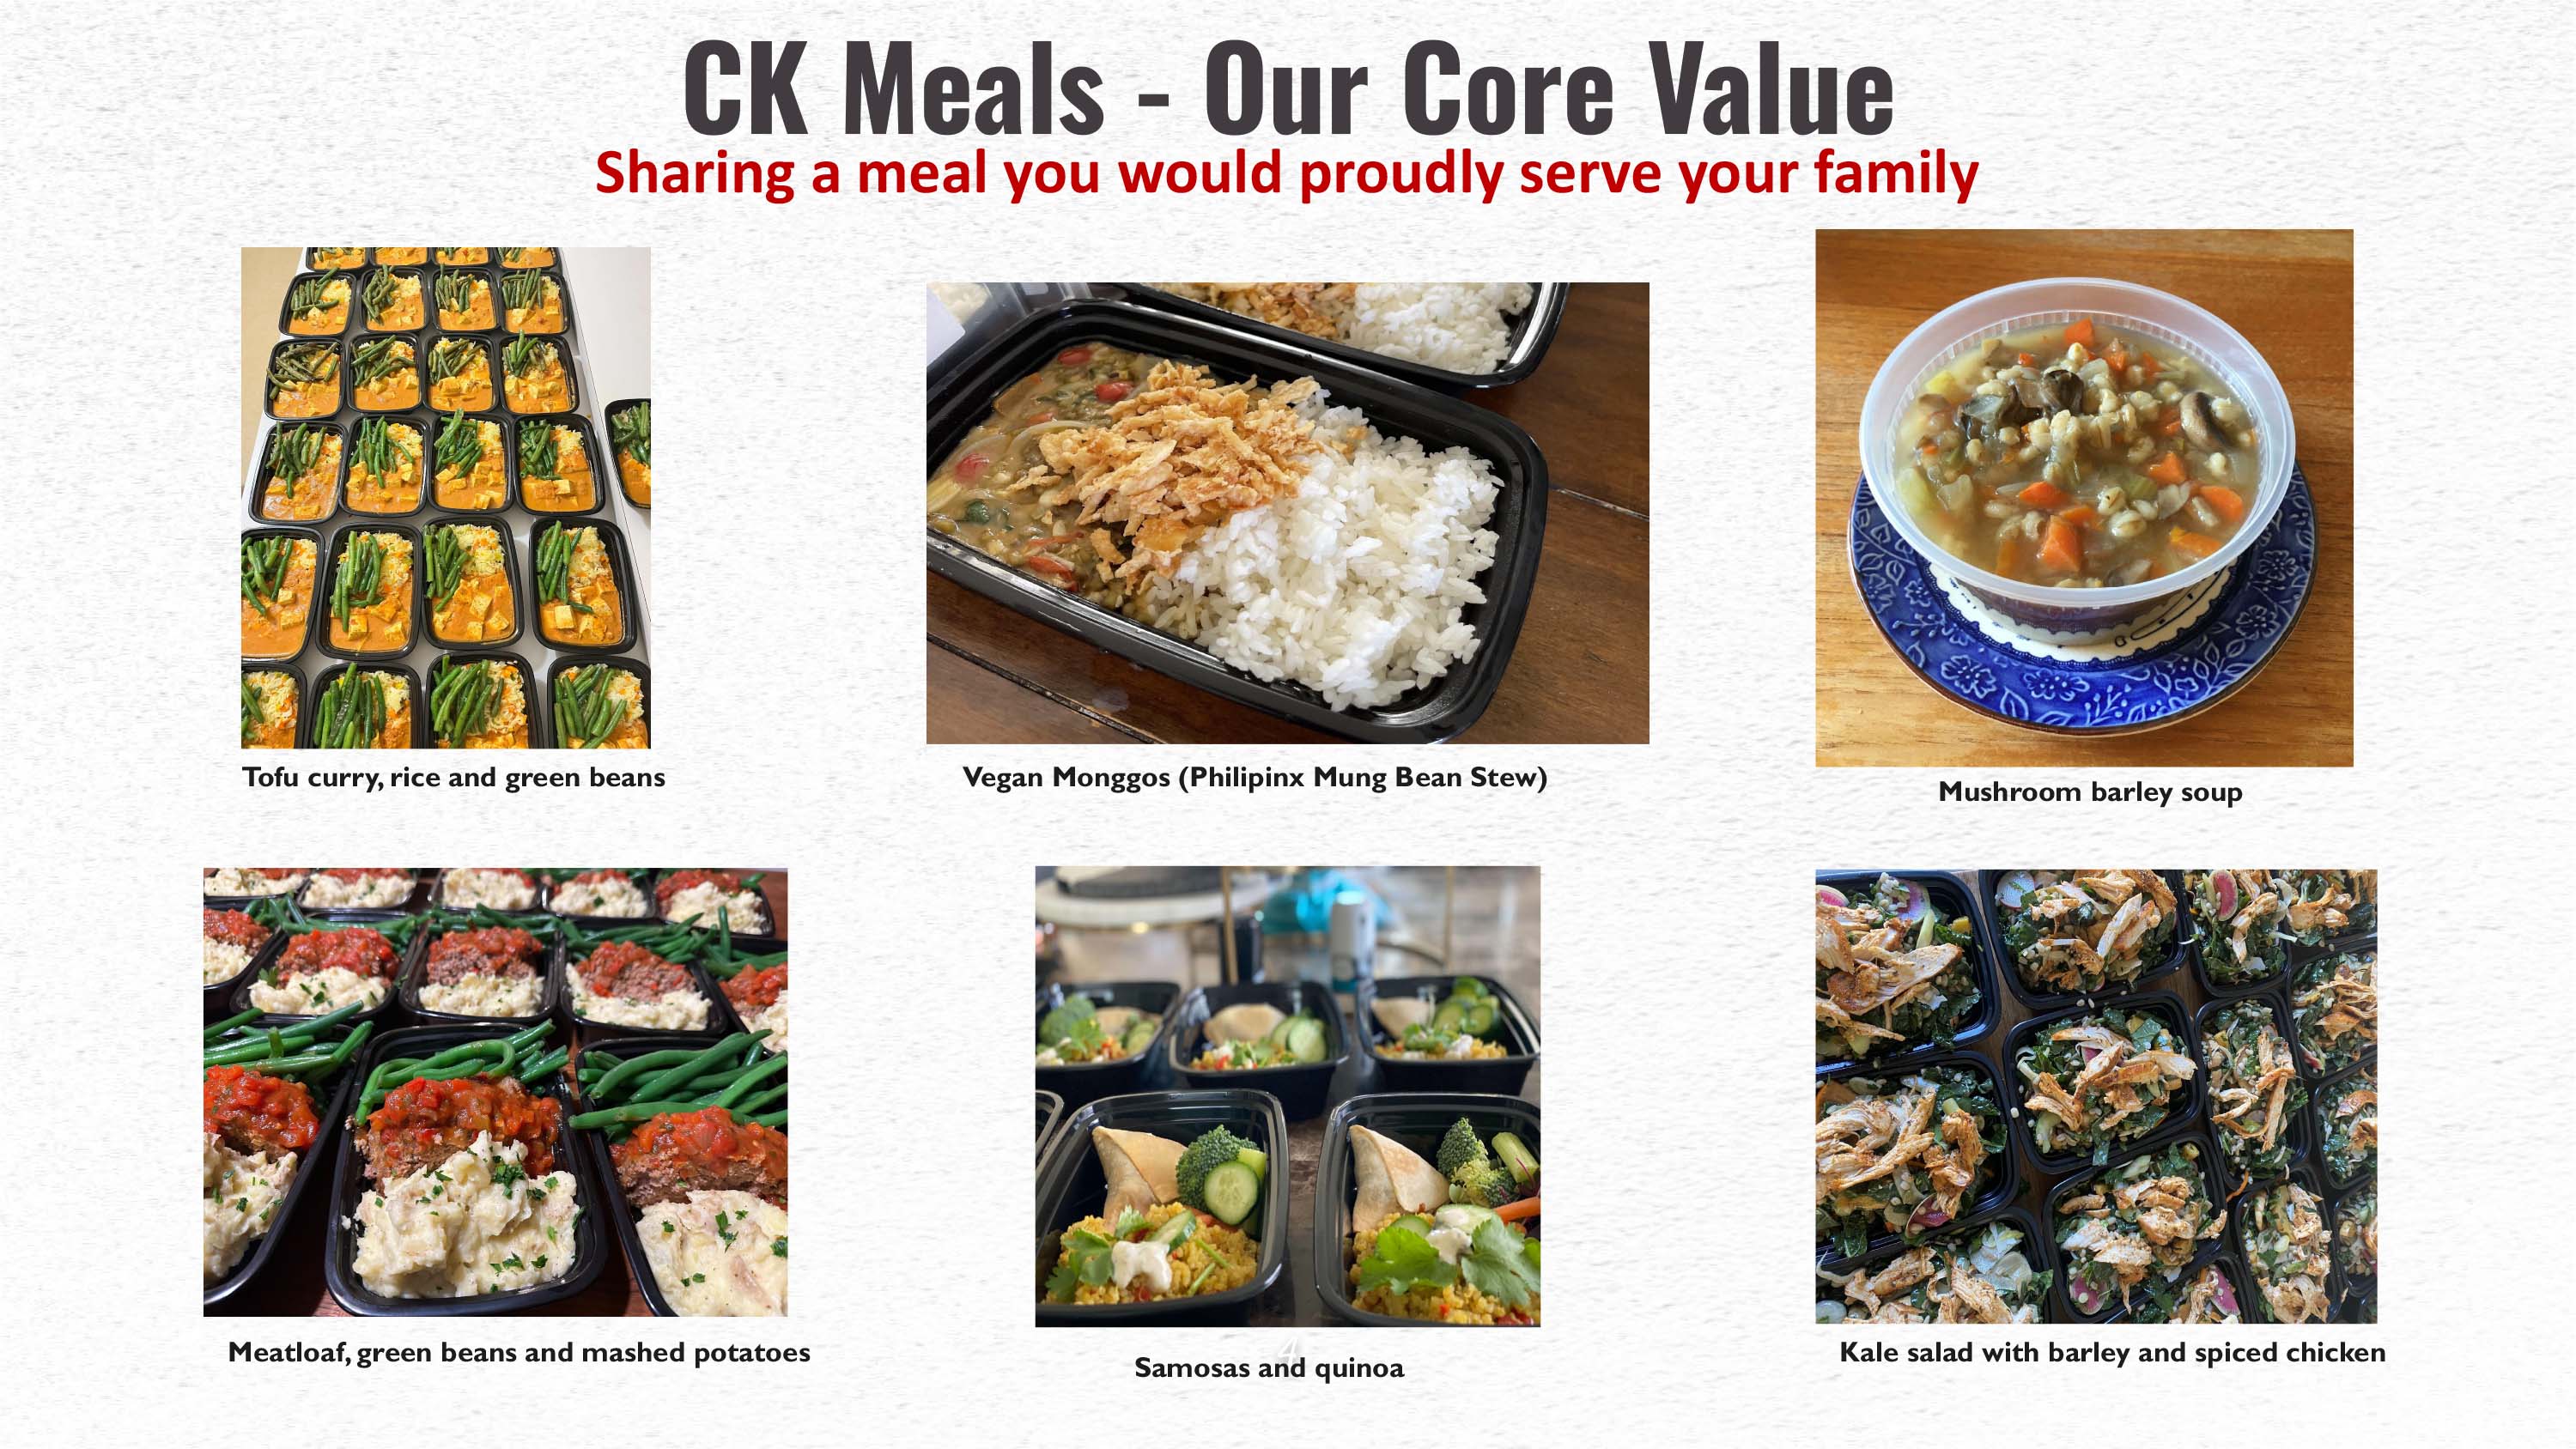 CK Meals - Our Core Value
Sharing a meal you would proudly serve your family
Tofu curry, rice and green beans
Vegan Monggos (Philipinx Mung Bean Stew)
Mushroom barley soup
Meatloaf, green beans and mashed potatoes
4
Samosas and quinoa
Kale salad with barley and spiced chicken